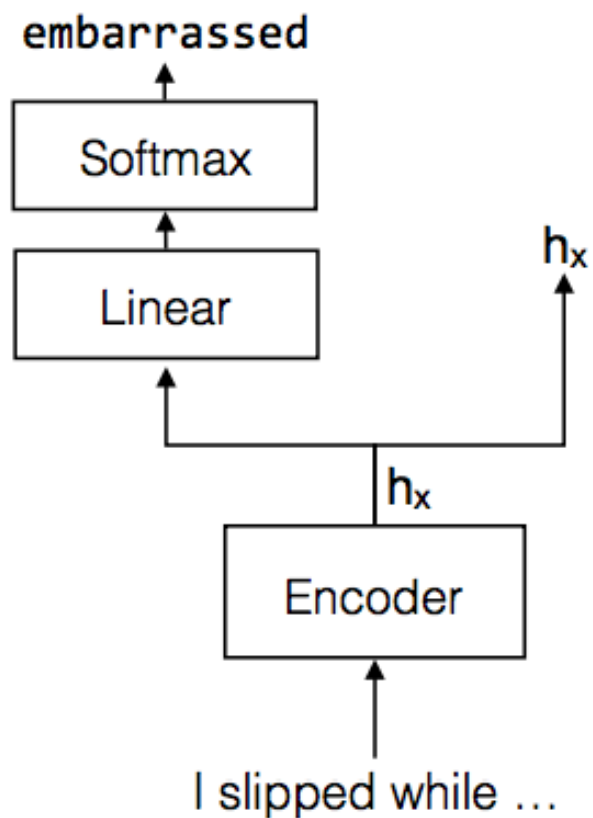 embarrassed
Softmax
hₓ
Linear
hₓ
Encoder
I slipped while ...